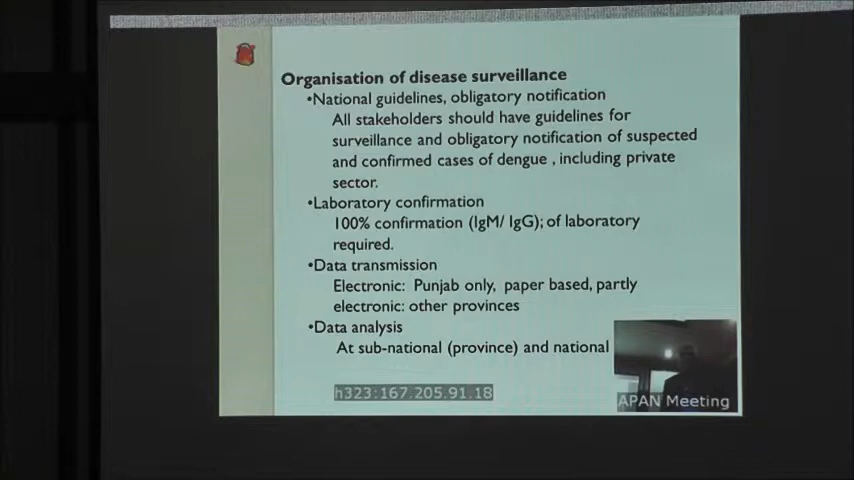 Organisation of disease surveillance
•National guidelines, obligatory notification
All stakeholders should have guidelines for
surveillance and obligatory notification of suspected
and confirmed cases of dengue , including private
sector.
•Laboratory confirmation
100% confirmation (IgM/ IgG); of laboratory
required.
•Data transmission
Electronic: Punjab only, paper based, partly
electronic: other provinces
•Data analysis
At sub-national (province) and national
h323:167.205.91.18
APAN Meeting